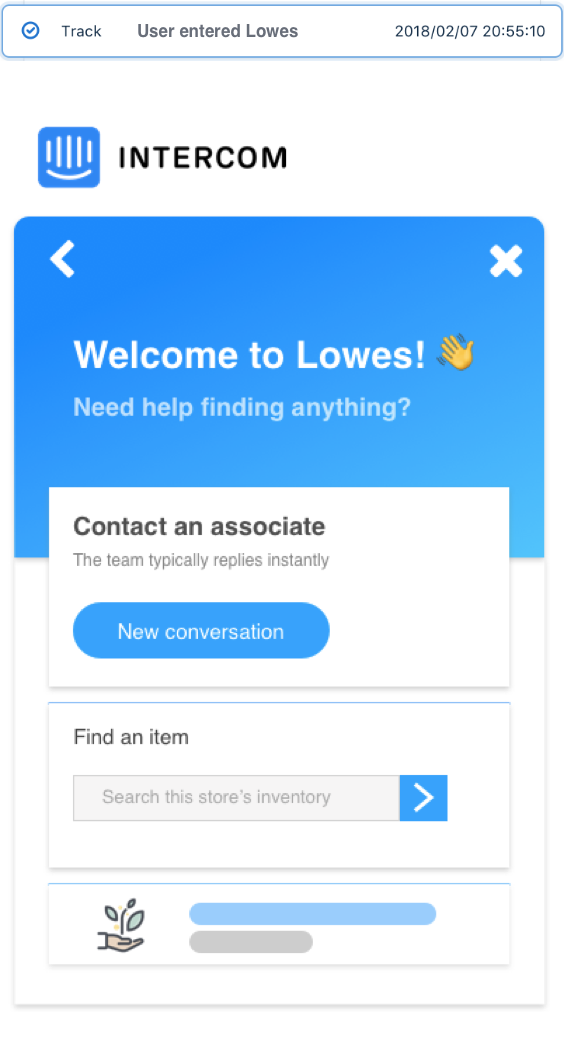 Track User entered Lowes 2018/02/07 20:55:10
INTERCOM
Welcome to Lowes! 👋
Need help finding anything?
Contact an associate
The team typically replies instantly
New conversation
Find an item
Search this store’s inventory